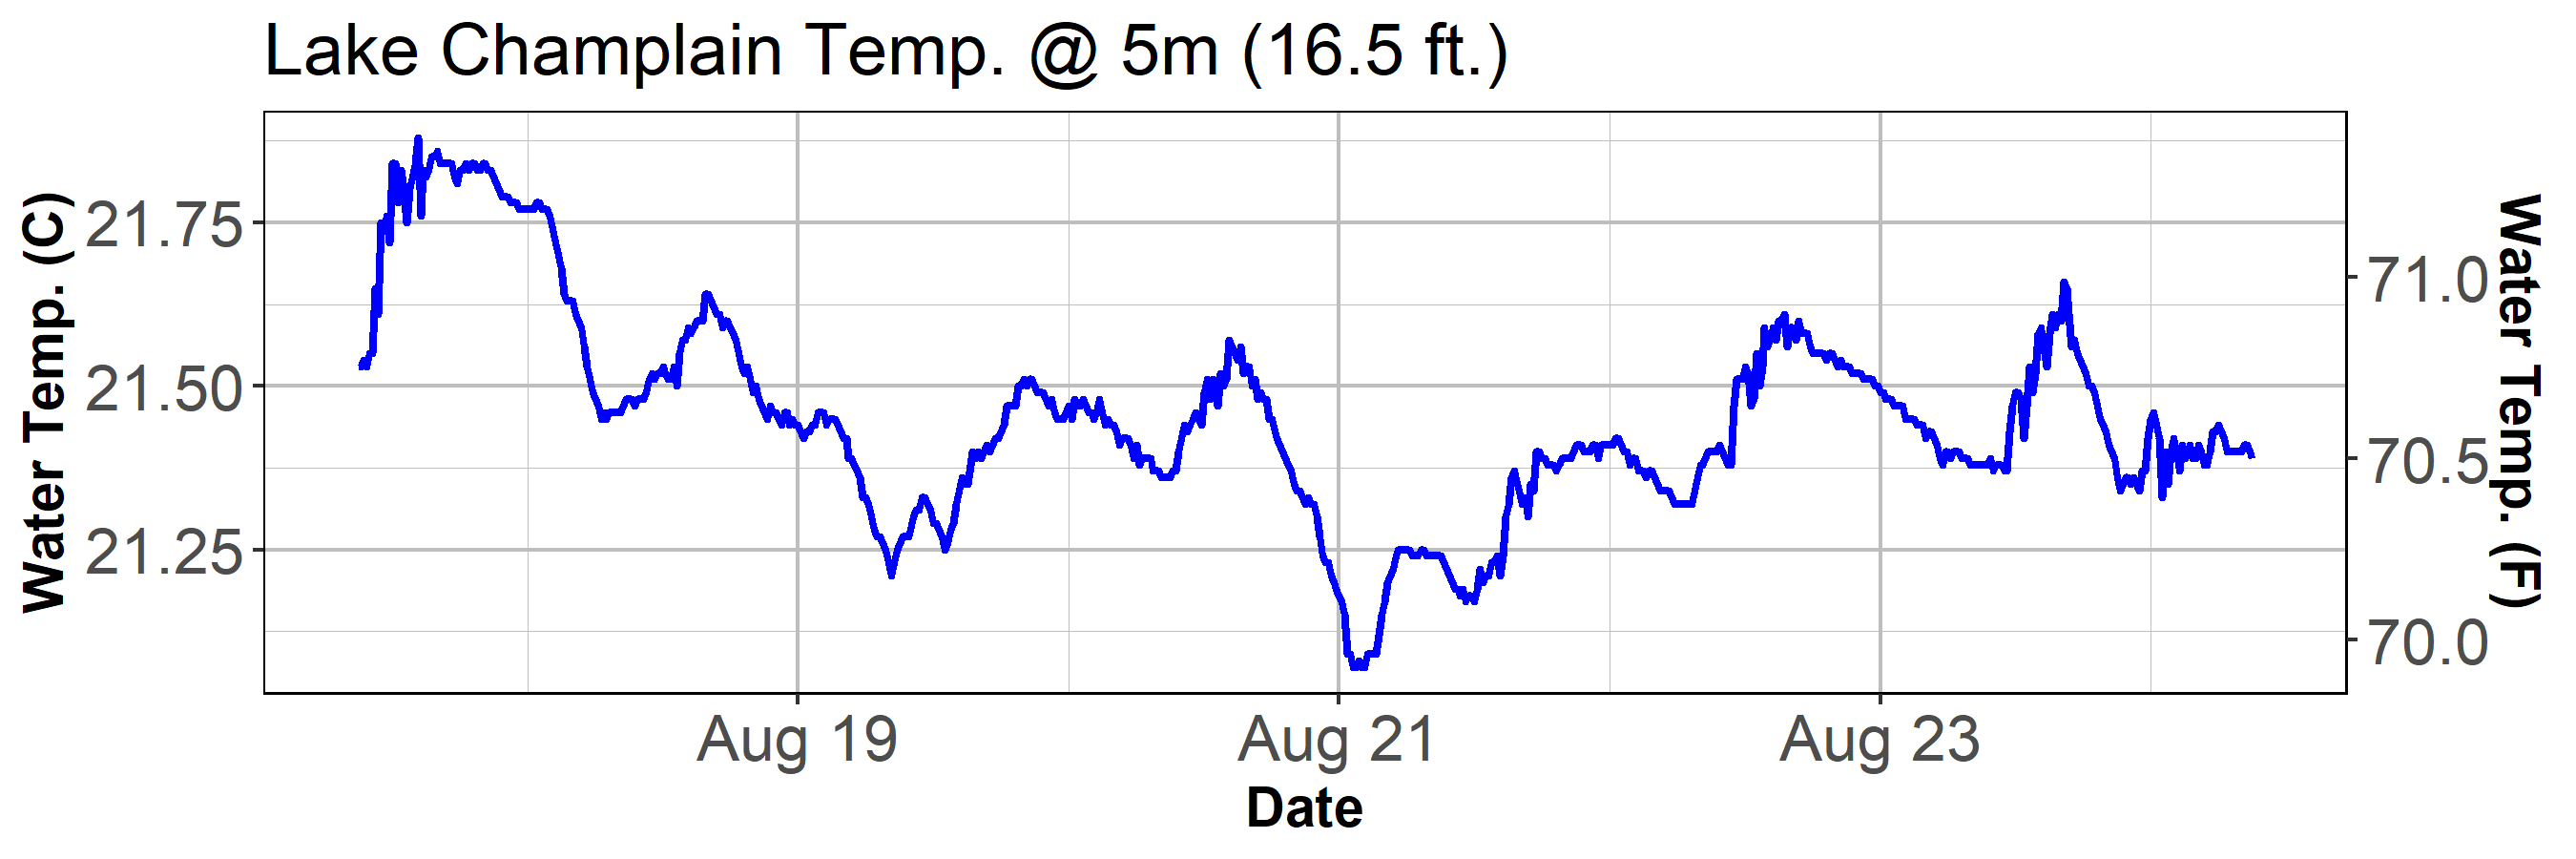 Lake Champlain Temp. @ 5m (16.5 ft.)
Water Temp. (C)
21.75
21.50
21.25
71.0
70.5
70.0
Water Temp. (F)
Aug 19 Aug 21 Aug 23
Date